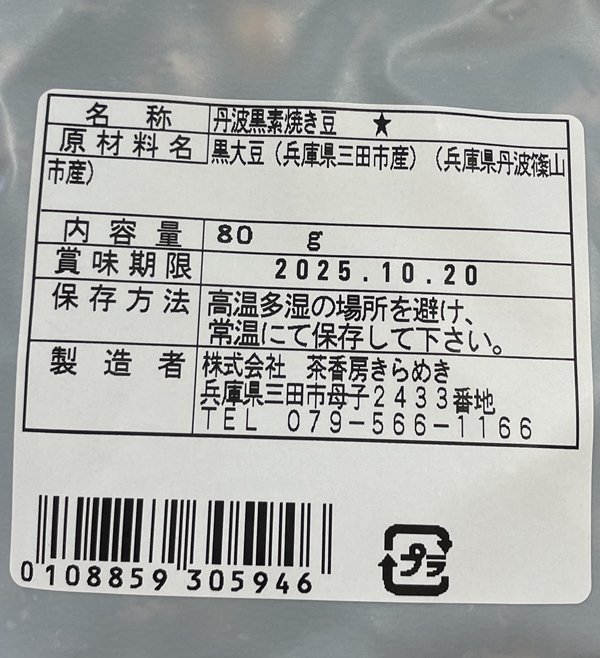 名称 丹波黒素焼き豆 ★
原材料名 黒大豆（兵庫県三田市産）（兵庫県丹波篠山
市産）
内容量 80 g
賞味期限 2025.10.20
保存方法 高温多湿の場所を避け、
常温にて保存して下さい。
製造者 株式会社 茶香房きらめき
兵庫県三田市母子2433番地
TEL 079-566-1166
0108859 305946
プラ